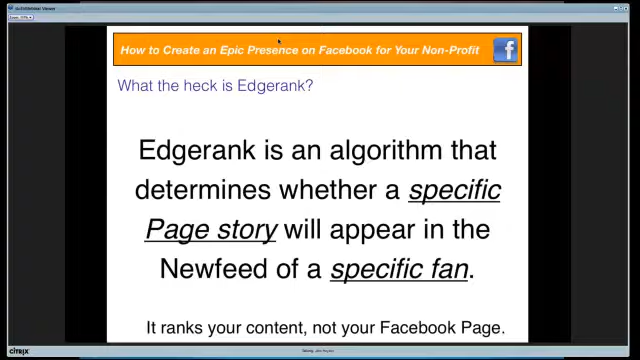 How to Create an Epic Presence on Facebook for Your Non-Profit
f
What the heck is Edgerank?
Edgerank is an algorithm that
determines whether a specific
Page story will appear in the
Newfeed of a specific fan.
It ranks your content, not your Facebook Page.
CITRIX